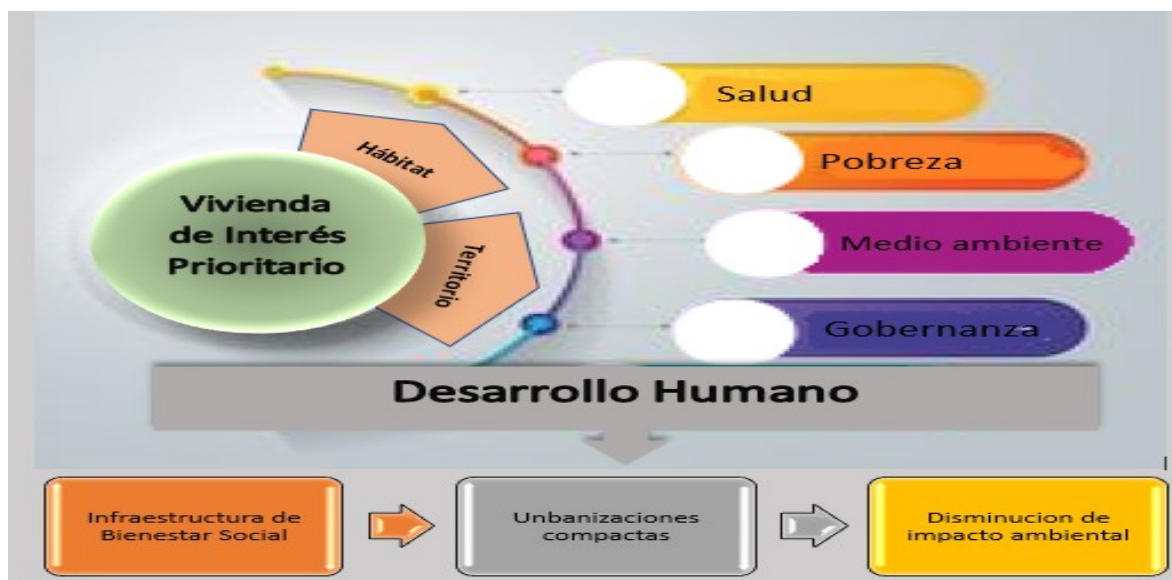 Salud
Hábitat
Pobreza
Vivienda
de Interés
Prioritario
Territorio
Medio ambiente
Gobernanza
Desarrollo Humano
Infraestructura de
Bienestar Social
Unbanizaciones
compactas
Disminucion de
impacto ambiental